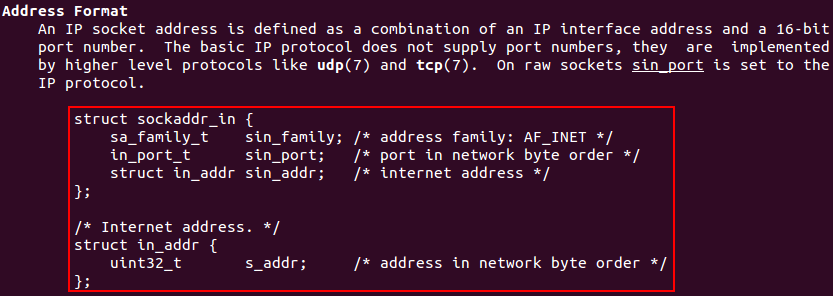 Address Format
An IP socket address is defined as a combination of an IP interface address and a 16-bit
port number.  The basic IP protocol does not supply port numbers, they  are  implemented
by higher level protocols like udp(7) and tcp(7).  On raw sockets sin_port is set to the
IP protocol.
struct sockaddr_in {
    sa_family_t    sin_family; /* address family: AF_INET */
    in_port_t      sin_port;   /* port in network byte order */
    struct in_addr sin_addr;   /* internet address */
};
/* Internet address. */
struct in_addr {
    uint32_t       s_addr;     /* address in network byte order */
};